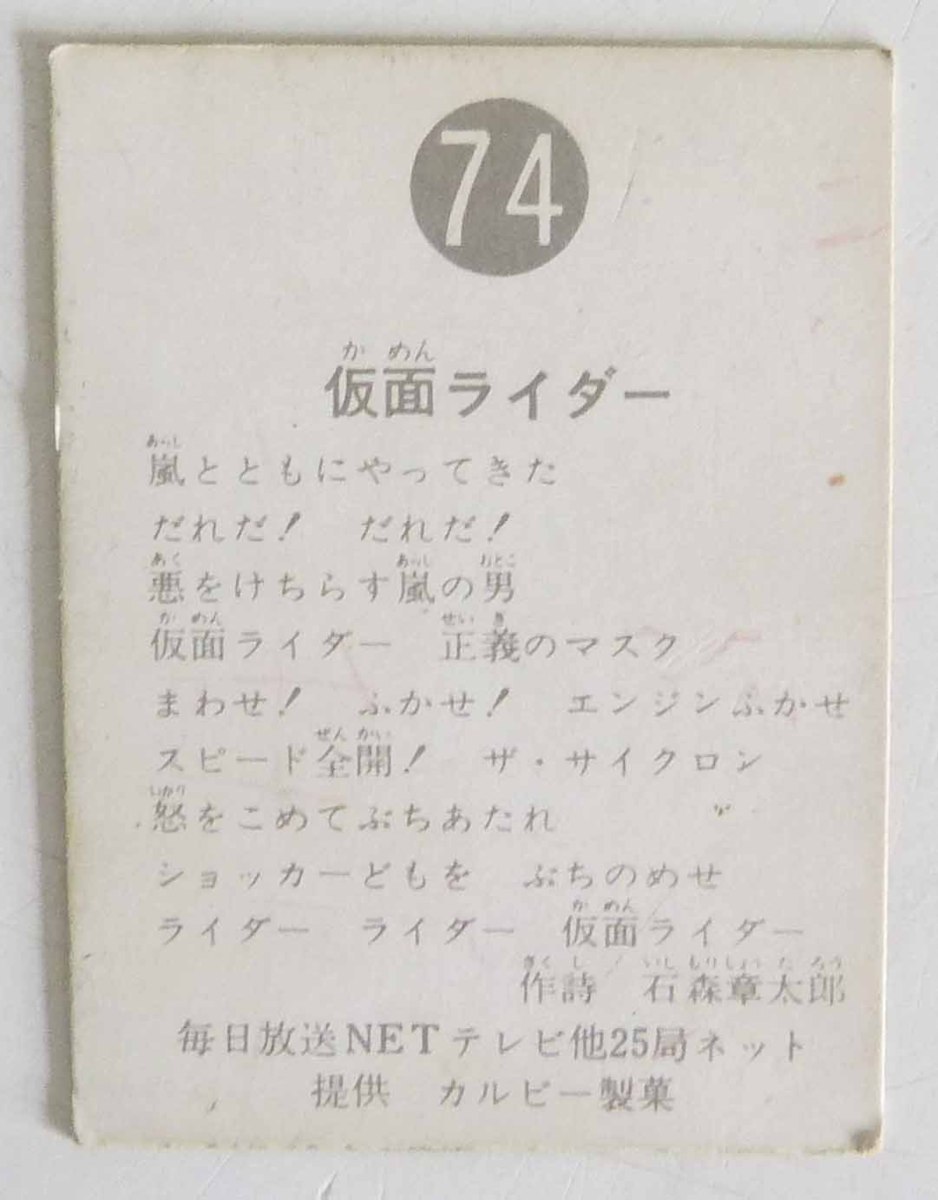 74
仮面ライダー
嵐とともにやってきた
だれだ！　だれだ！
悪をけちらす嵐の男
仮面ライダー　正義のマスク
まわせ！　ふかせ！　エンジンふかせ
スピード全開！　ザ・サイクロン
怒をこめてぶちあたれ
ショッカーどもを　ぶちのめせ
ライダー　ライダー　仮面ライダー
作詩　石森章太郎
毎日放送NETテレビ他25局ネット
提供　カルビー製菓